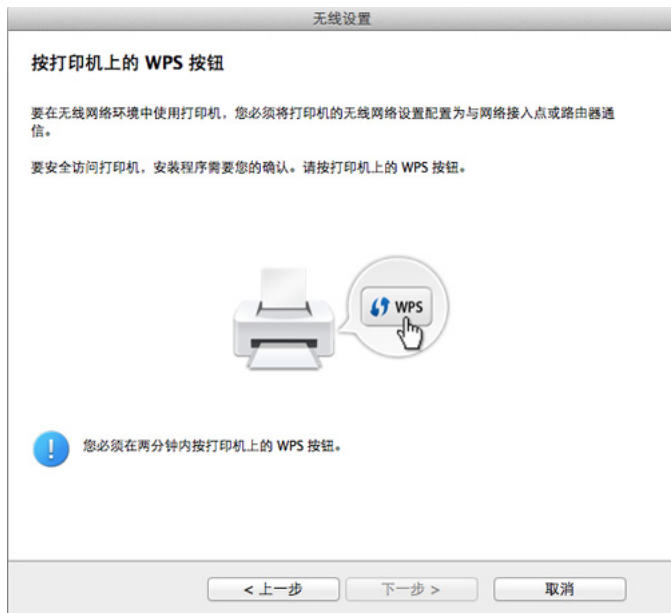 无线设置
按打印机上的 WPS 按钮
要在无线网络环境中使用打印机，您必须将打印机的无线网络设置配置为与网络接入点或路由器通
信。
要安全访问打印机，安装程序需要您的确认。请按打印机上的 WPS 按钮。
WPS
您必须在两分钟内按打印机上的 WPS 按钮。
< 上一步
下一步 >
取消